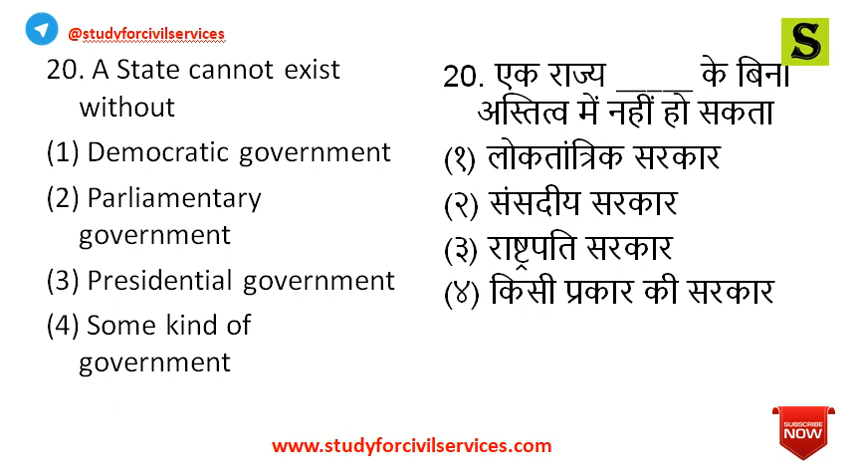 @studyforcivilservices
S
20. A State cannot exist
without
(1) Democratic government
(2) Parliamentary
government
(3) Presidential government
(4) Some kind of
government
20. एक राज्य _____ के बिना
अस्तित्व में नहीं हो सकता
(१) लोकतांत्रिक सरकार
(२) संसदीय सरकार
(३) राष्ट्रपति सरकार
(४) किसी प्रकार की सरकार
SUBSCRIBE
NOW
www.studyforcivilservices.com